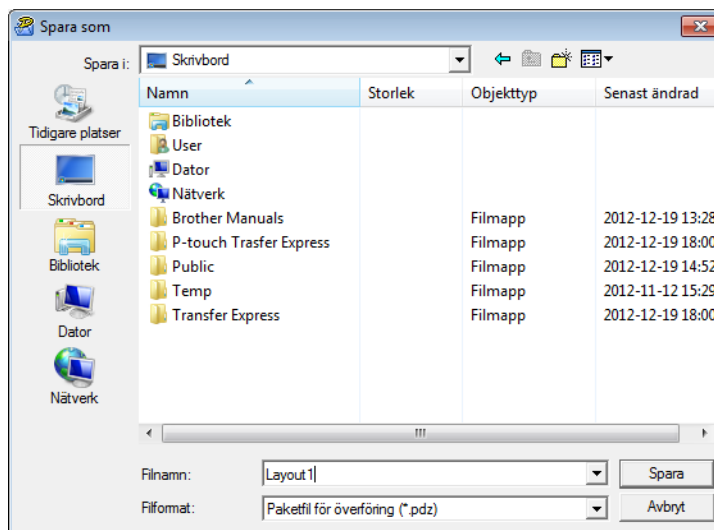 Spara som
Spara i: Skrivbord
Namn Storlek Objekttyp Senast ändrad
Tidigare platser
Skrivbord
Bibliotek
Dator
Nätverk
Bibliotek
User
Dator
Nätverk
Brother Manuals Filmapp 2012-12-19 13:28
P-touch Trasfer Express Filmapp 2012-12-19 18:00
Public Filmapp 2012-12-19 14:52
Temp Filmapp 2012-11-12 15:29
Transfer Express Filmapp 2012-12-19 18:00
Filnamn: Layout1 Spara
Filformat: Paketfil för överföring (*.pdz) Avbryt